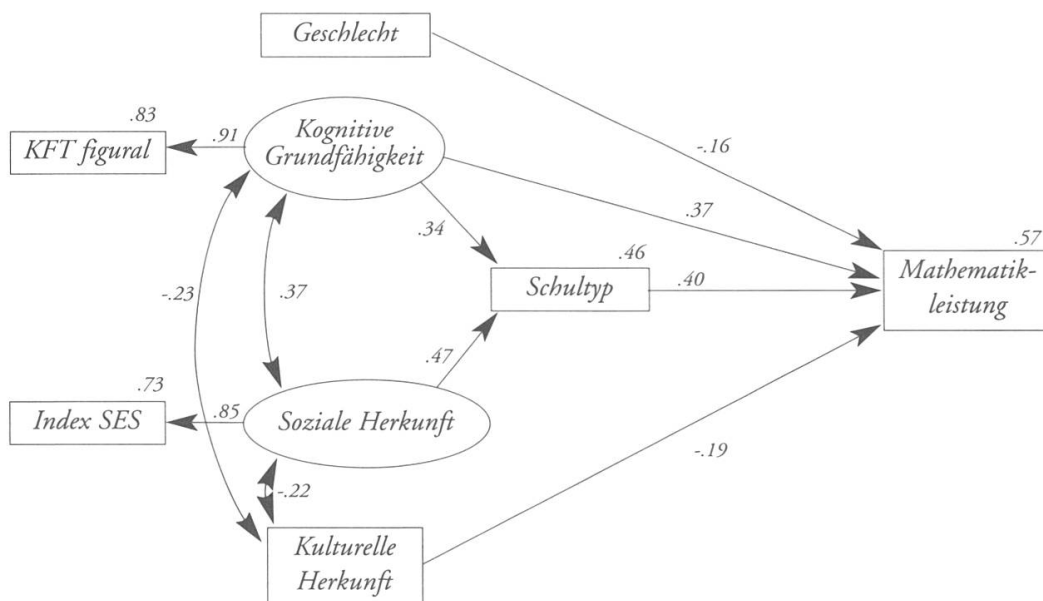 Geschlecht
.83
KFT figural
.91
Kognitive
Grundfähigkeit
-.16
.37
.34
.57
Mathematik-
leistung
.46
Schultyp
.40
-.23
.37
.47
.73
Index SES
.85
Soziale Herkunft
-.19
-.22
Kulturelle
Herkunft